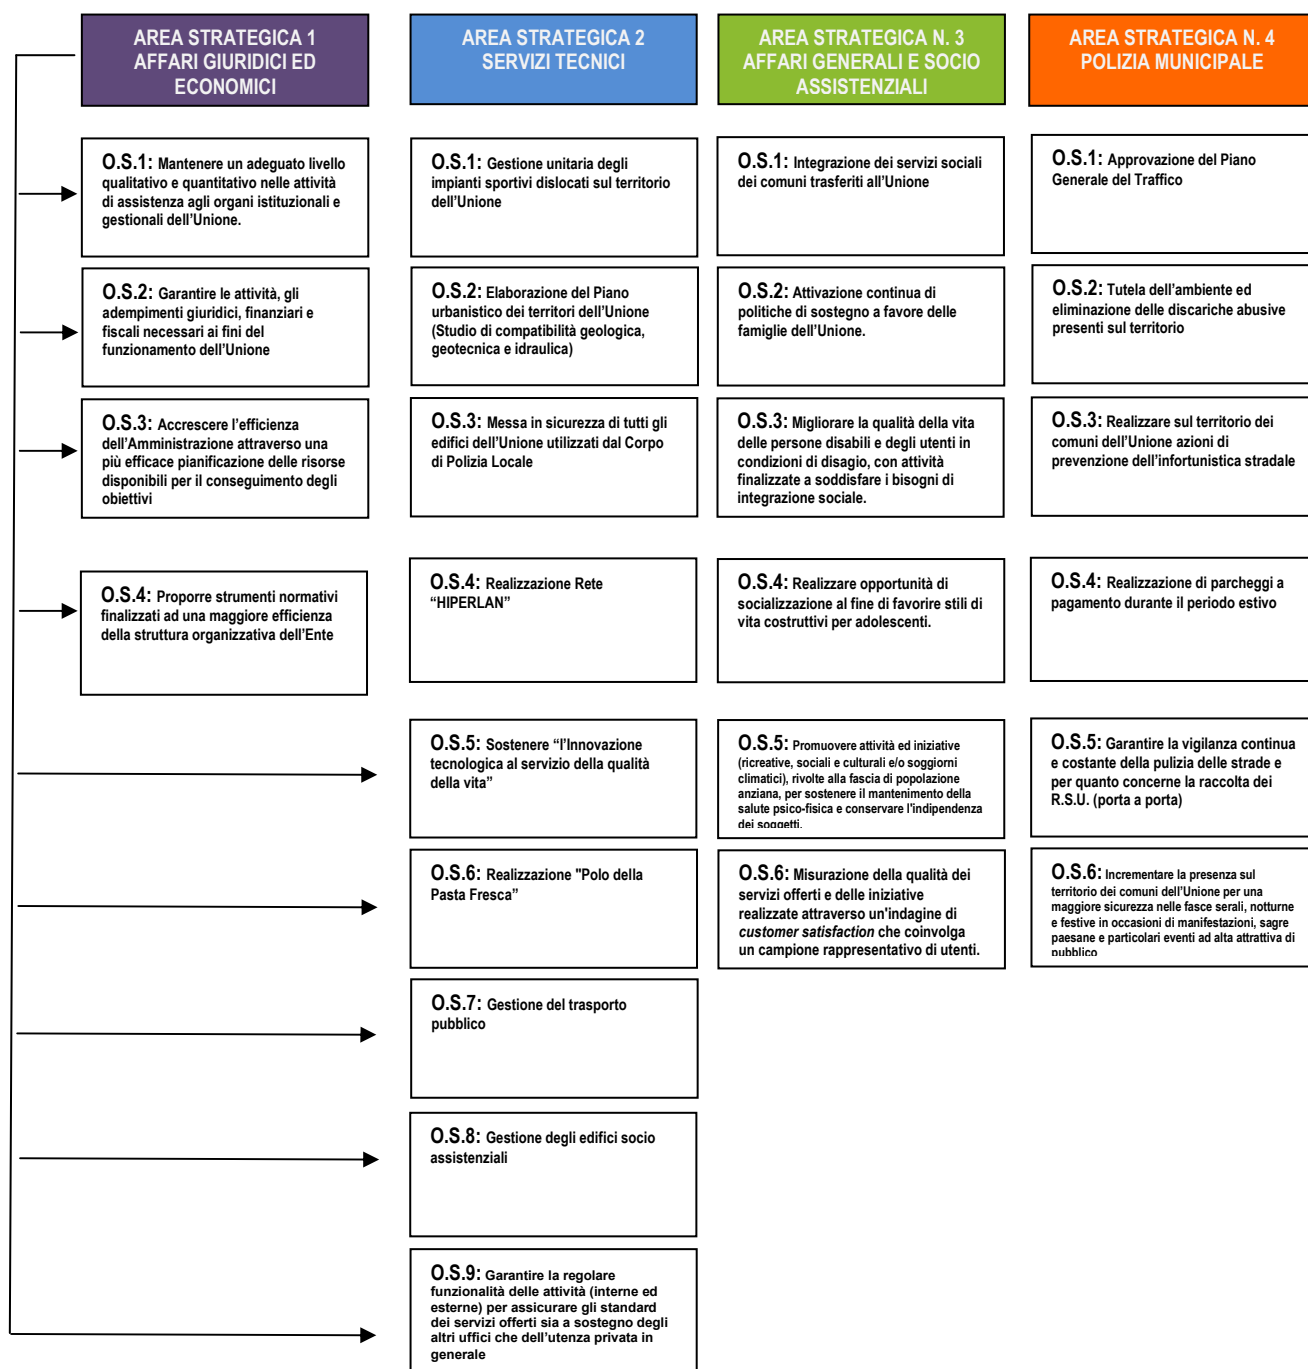 AREA STRATEGICA 1
AFFARI GIURIDICI ED
ECONOMICI
AREA STRATEGICA 2
SERVIZI TECNICI
AREA STRATEGICA N. 3
AFFARI GENERALI E SOCIO
ASSISTENZIALI
AREA STRATEGICA N. 4
POLIZIA MUNICIPALE
O.S.1: Mantenere un adeguato livello
qualitativo e quantitativo nelle attività
di assistenza agli organi istituzionali e
gestionali dell'Unione.
O.S.1: Gestione unitaria degli
impianti sportivi dislocati sul territorio
dell'Unione
O.S.1: Integrazione dei servizi sociali
dei comuni trasferiti all'Unione
O.S.1: Approvazione del Piano
Generale del Traffico
O.S.2: Garantire le attività, gli
adempimenti giuridici, finanziari e
fiscali necessari ai fini del
funzionamento dell'Unione
O.S.2: Elaborazione del Piano
urbanistico dei territori dell'Unione
(Studio di compatibilità geologica,
geotecnica e idraulica)
O.S.2: Attivazione continua di
politiche di sostegno a favore delle
famiglie dell'Unione.
O.S.2: Tutela dell'ambiente ed
eliminazione delle discariche abusive
presenti sul territorio
O.S.3: Accrescere l'efficienza
dell'Amministrazione attraverso una
più efficace pianificazione delle risorse
disponibili per il conseguimento degli
obiettivi
O.S.3: Messa in sicurezza di tutti gli
edifici dell'Unione utilizzati dal Corpo
di Polizia Locale
O.S.3: Migliorare la qualità della vita
delle persone disabili e degli utenti in
condizioni di disagio, con attività
finalizzate a soddisfare i bisogni di
integrazione sociale.
O.S.3: Realizzare sul territorio dei
comuni dell'Unione azioni di
prevenzione dell'infortunistica stradale
O.S.4: Proporre strumenti normativi
finalizzati ad una maggiore efficienza
della struttura organizzativa dell'Ente
O.S.4: Realizzazione Rete
“HIPERLAN”
O.S.4: Realizzare opportunità di
socializzazione al fine di favorire stili di
vita costruttivi per adolescenti.
O.S.4: Realizzazione di parcheggi a
pagamento durante il periodo estivo
O.S.5: Sostenere “l'Innovazione
tecnologica al servizio della qualità
della vita”
O.S.5: Promuovere attività ed iniziative
(ricreative, sociali e culturali e/o soggiorni
climatici), rivolte alla fascia di popolazione
anziana, per sostenere il mantenimento della
salute psico-fisica e conservare l'indipendenza
dei soggetti.
O.S.5: Garantire la vigilanza continua
e costante della pulizia delle strade e
per quanto concerne la raccolta dei
R.S.U. (porta a porta)
O.S.6: Realizzazione "Polo della
Pasta Fresca”
O.S.6: Misurazione della qualità dei
servizi offerti e delle iniziative
realizzate attraverso un'indagine di
customer satisfaction che coinvolga
un campione rappresentativo di utenti.
O.S.6: Incrementare la presenza sul
territorio dei comuni dell'Unione per una
maggiore sicurezza nelle fasce serali, notturne
e festive in occasioni di manifestazioni, sagre
paesane e particolari eventi ad alta attrattiva di
pubblico
O.S.7: Gestione del trasporto
pubblico
O.S.8: Gestione degli edifici socio
assistenziali
O.S.9: Garantire la regolare
funzionalità delle attività (interne ed
esterne) per assicurare gli standard
dei servizi offerti sia a sostegno degli
altri uffici che dell'utenza privata in
generale